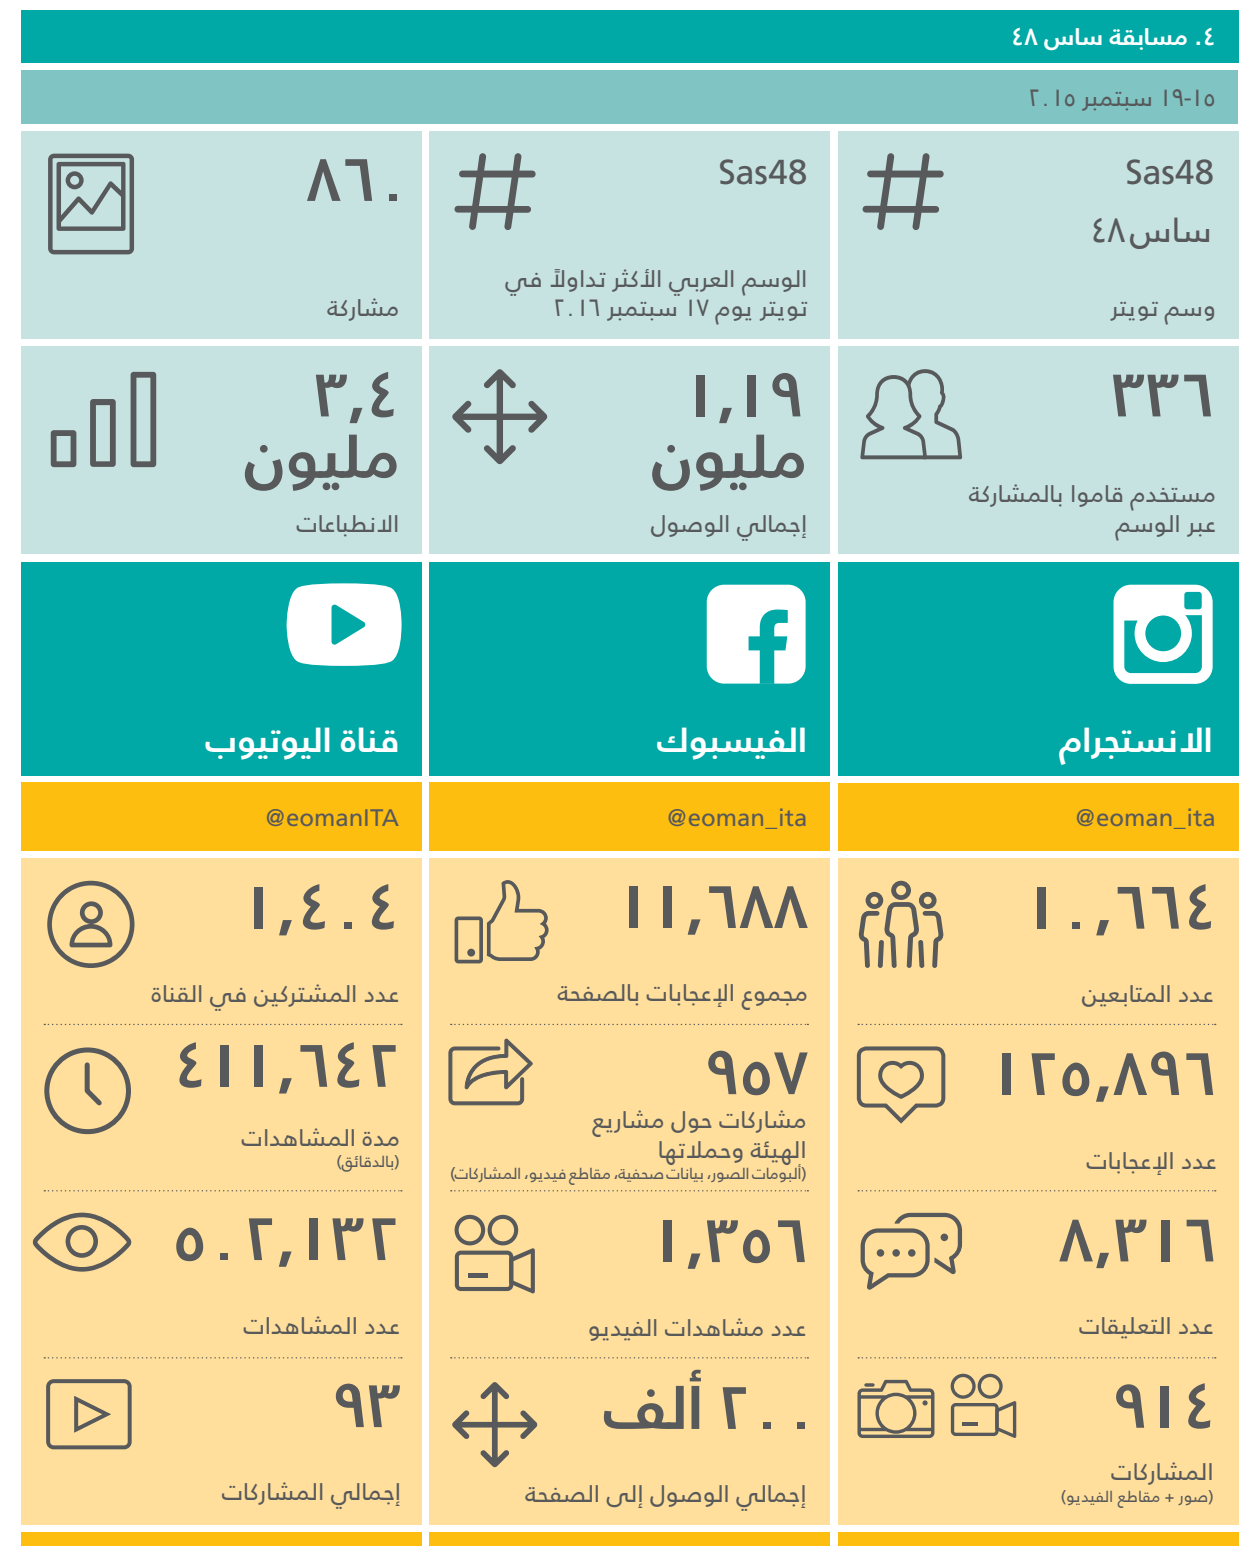 ٤. مسابقة ساس ٤٨
١٥-١٩ سبتمبر ٢٠١٥
Sas48
ساس٤٨
وسم تويتر
Sas48
الوسم العربي الأكثر تداولاً في
تويتر يوم ١٧ سبتمبر ٢٠١٦
٨٦٠
مشاركة
٣٣٦
مستخدم قاموا بالمشاركة
عبر الوسم
١,١٩
مليون
إجمالي الوصول
٣,٤
مليون
الانطباعات
الانستجرام
الفيسبوك
قناة اليوتيوب
@eoman_ita
@eoman_ita
@eomanITA
١٠,٦٦٤
عدد المتابعين
١٢٥,٨٩٦
عدد الإعجابات
٨,٣١٦
عدد التعليقات
٩١٤
المشاركات
(صور + مقاطع الفيديو)
١١,٦٨٨
مجموع الإعجابات بالصفحة
٩٥٧
مشاركات حول مشاريع
الهيئة وحملاتها
(ألبومات الصور، بيانات صحفية، مقاطع فيديو، المشاركات)
١,٣٥٦
عدد مشاهدات الفيديو
٢٠٠ ألف
إجمالي الوصول إلى الصفحة
١,٤٠٤
عدد المشتركين في القناة
٤١١,٦٤٢
مدة المشاهدات
(بالدقائق)
٥٠٢,١٣٢
عدد المشاهدات
٩٣
إجمالي المشاركات